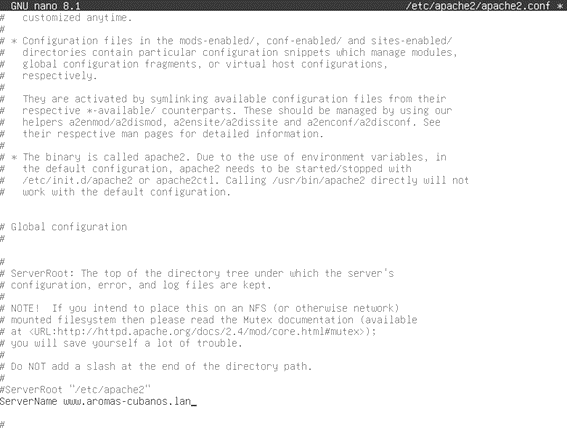 GNU nano 8.1 /etc/apache2/apache2.conf *
#   customized anytime.
#
# * Configuration files in the mods-enabled/, conf-enabled/ and sites-enabled/
#   directories contain particular configuration snippets which manage modules,
#   global configuration fragments, or virtual host configurations,
#   respectively.
#
#   They are activated by symlinking available configuration files from their
#   respective *-available/ counterparts. These should be managed by using our
#   helpers a2enmod/a2dismod, a2ensite/a2dissite and a2enconf/a2disconf. See
#   their respective man pages for detailed information.
#
# * The binary is called apache2. Due to the use of environment variables, in
#   the default configuration, apache2 needs to be started/stopped with
#   /etc/init.d/apache2 or apache2ctl. Calling /usr/bin/apache2 directly will not
#   work with the default configuration.
# Global configuration
#
#
# ServerRoot: The top of the directory tree under which the server's
# configuration, error, and log files are kept.
#
# NOTE!  If you intend to place this on an NFS (or otherwise network)
# mounted filesystem then please read the Mutex documentation (available
# at <URL:http://httpd.apache.org/docs/2.4/mod/core.html#mutex>);
# you will save yourself a lot of trouble.
#
# Do NOT add a slash at the end of the directory path.
#
#ServerRoot "/etc/apache2"
ServerName www.aromas-cubanos.lan_
#